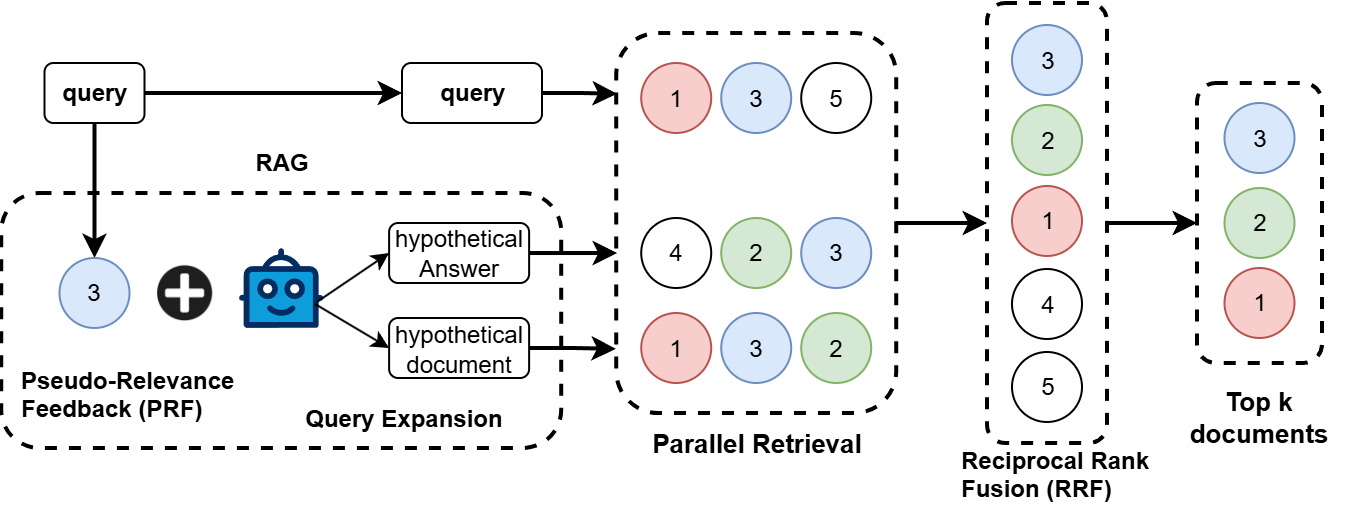 query
query
RAG
3
hypothetical
Answer
hypothetical
document
Pseudo-Relevance
Feedback (PRF)
Query Expansion
1 3 5
4 2 3
1 3 2
Parallel Retrieval
3
2
1
4
5
Reciprocal Rank
Fusion (RRF)
3
2
1
Top k
documents